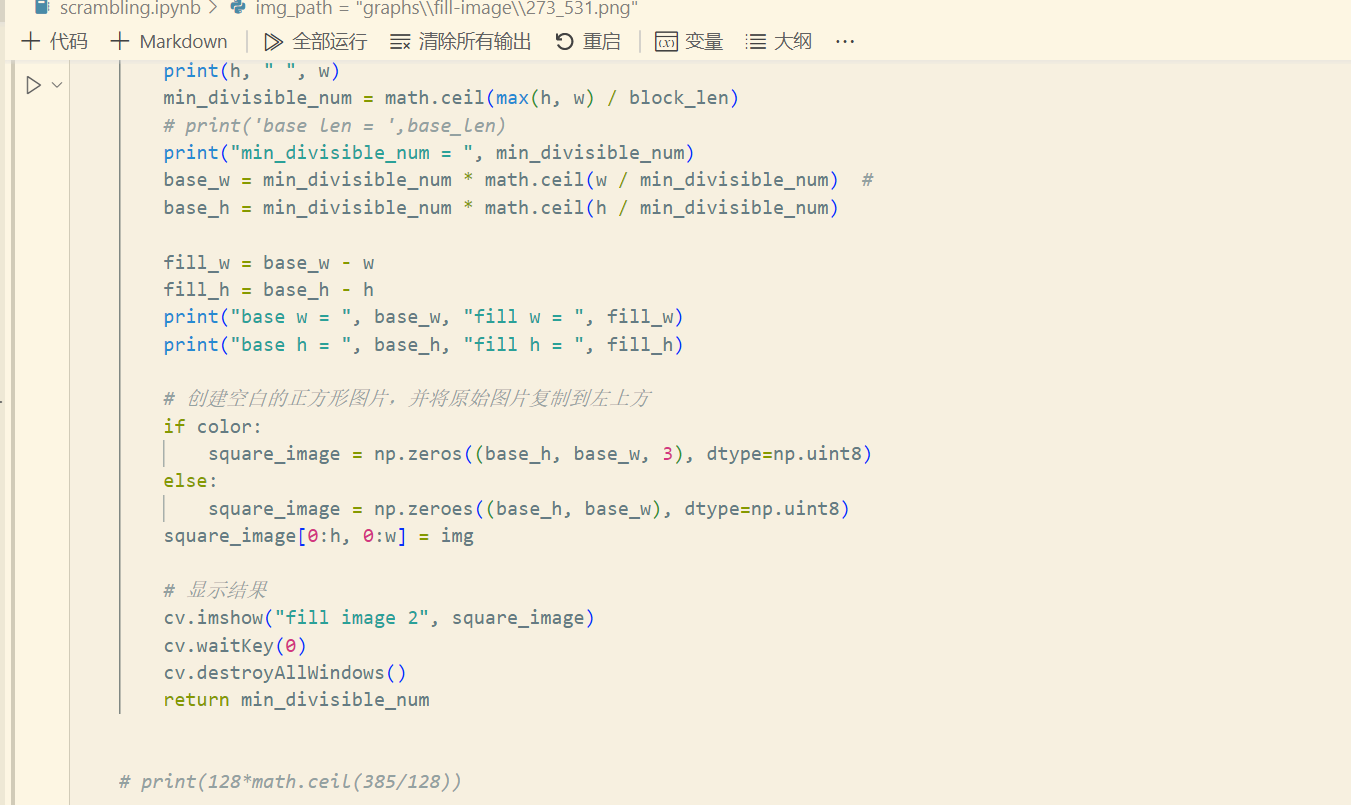 scrambling.ipynb > img_path = "graphs\\fill-image\\273_531.png"
+ 代码 + Markdown | 全部运行 清除所有输出 重启 | 变量 大纲 ...
print(h, " ", w)
min_divisible_num = math.ceil(max(h, w) / block_len)
# print('base len = ',base_len)
print("min_divisible_num = ", min_divisible_num)
base_w = min_divisible_num * math.ceil(w / min_divisible_num)  #
base_h = min_divisible_num * math.ceil(h / min_divisible_num)
fill_w = base_w - w
fill_h = base_h - h
print("base w = ", base_w, "fill w = ", fill_w)
print("base h = ", base_h, "fill h = ", fill_h)
# 创建空白的正方形图片，并将原始图片复制到左上方
if color:
    square_image = np.zeros((base_h, base_w, 3), dtype=np.uint8)
else:
    square_image = np.zeroes((base_h, base_w), dtype=np.uint8)
square_image[0:h, 0:w] = img
# 显示结果
cv.imshow("fill image 2", square_image)
cv.waitKey(0)
cv.destroyAllWindows()
return min_divisible_num
# print(128*math.ceil(385/128))